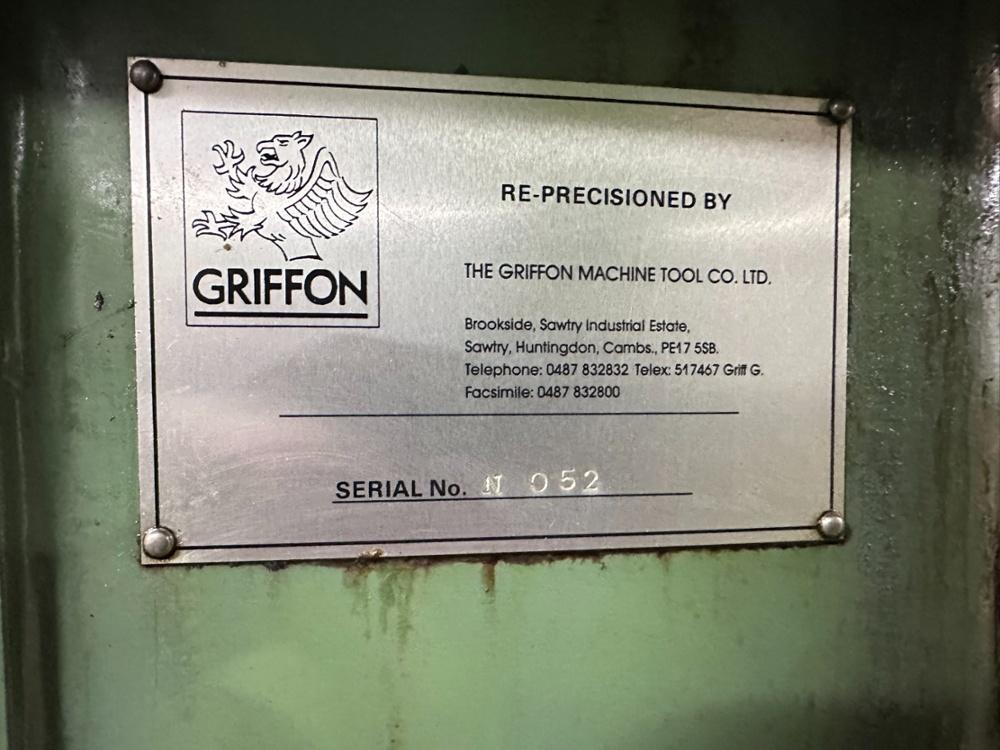 GRIFFON
RE-PRECISIONED BY
THE GRIFFON MACHINE TOOL CO. LTD.
Brookside, Sawtry Industrial Estate,
Sawtry, Huntingdon, Cambs., PE17 5SB.
Telephone: 0487 832832 Telex: 517467 Griff G.
Facsimile: 0487 832800
SERIAL No. N 052